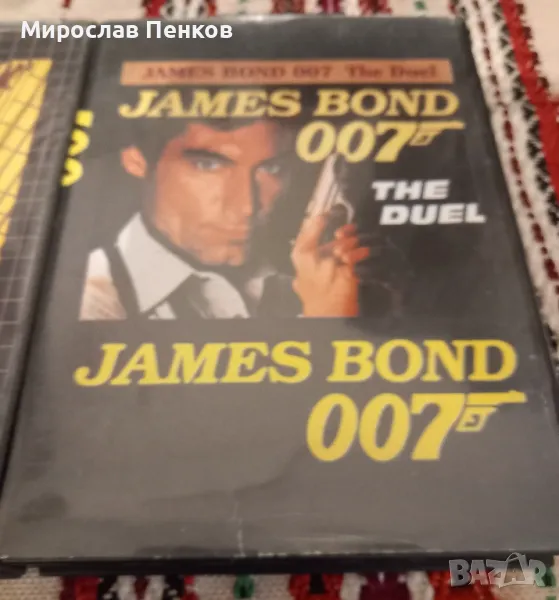 Мирослав Пенков
JAMES BOND 007 The Duel
JAMES BOND
007
THE
DUEL
JAMES BOND
007
BAZAR